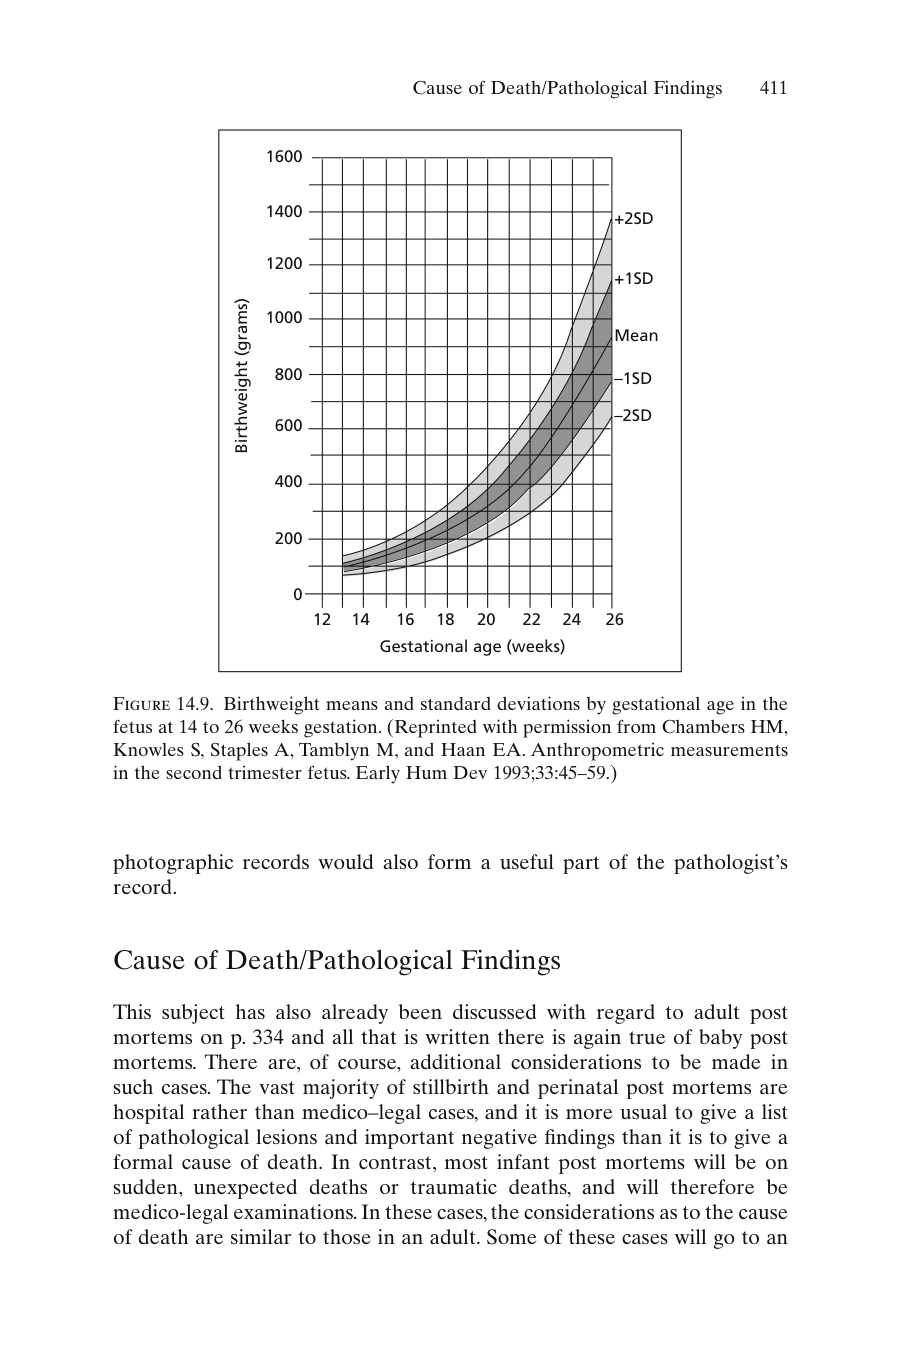 Cause of Death/Pathological Findings 411
1600
1400
1200
1000
800
600
400
200
0
Birthweight (grams)
+2SD
+1SD
Mean
–1SD
–2SD
12 14 16 18 20 22 24 26
Gestational age (weeks)
Figure 14.9. Birthweight means and standard deviations by gestational age in the
fetus at 14 to 26 weeks gestation. (Reprinted with permission from Chambers HM,
Knowles S, Staples A, Tamblyn M, and Haan EA. Anthropometric measurements
in the second trimester fetus. Early Hum Dev 1993;33:45–59.)
photographic records would also form a useful part of the pathologist’s
record.
Cause of Death/Pathological Findings
This subject has also already been discussed with regard to adult post
mortems on p. 334 and all that is written there is again true of baby post
mortems. There are, of course, additional considerations to be made in
such cases. The vast majority of stillbirth and perinatal post mortems are
hospital rather than medico–legal cases, and it is more usual to give a list
of pathological lesions and important negative findings than it is to give a
formal cause of death. In contrast, most infant post mortems will be on
sudden, unexpected deaths or traumatic deaths, and will therefore be
medico-legal examinations. In these cases, the considerations as to the cause
of death are similar to those in an adult. Some of these cases will go to an